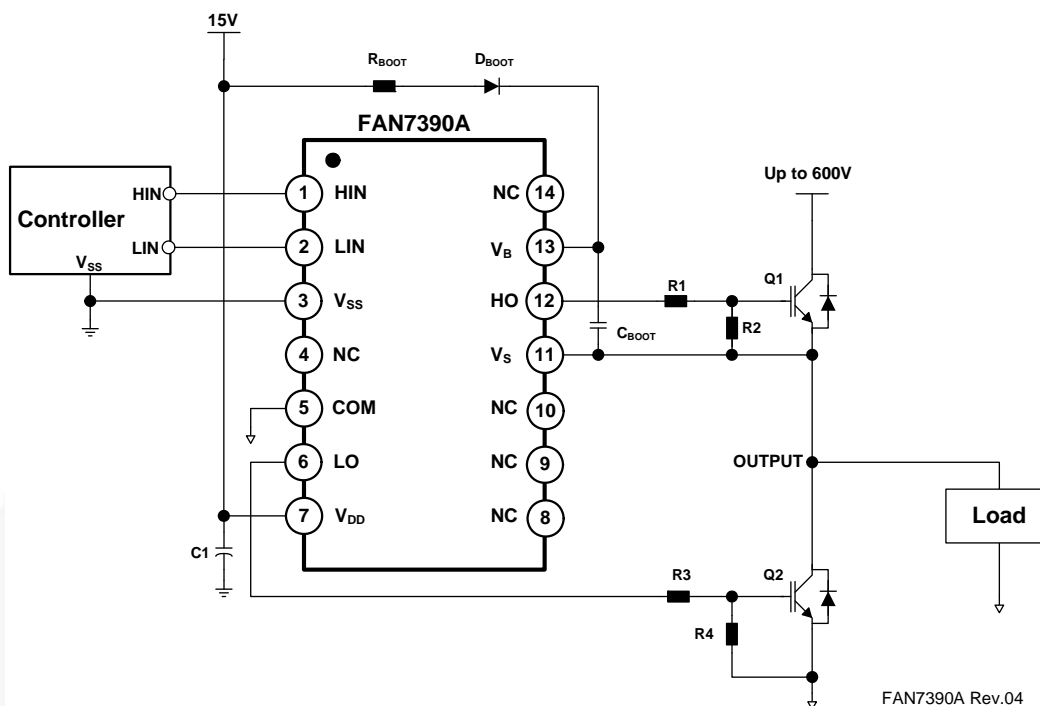 15V
RBOOT
DBOOT
FAN7390A
Controller
HIN
LIN
VSS
1
HIN
2
LIN
3
VSS
4
NC
5
COM
6
LO
7
VDD
NC
14
VB
13
HO
12
VS
11
NC
10
NC
9
NC
8
C1
CBOOT
Up to 600V
R1
R2
Q1
OUTPUT
Load
R3
R4
Q2
FAN7390A Rev.04